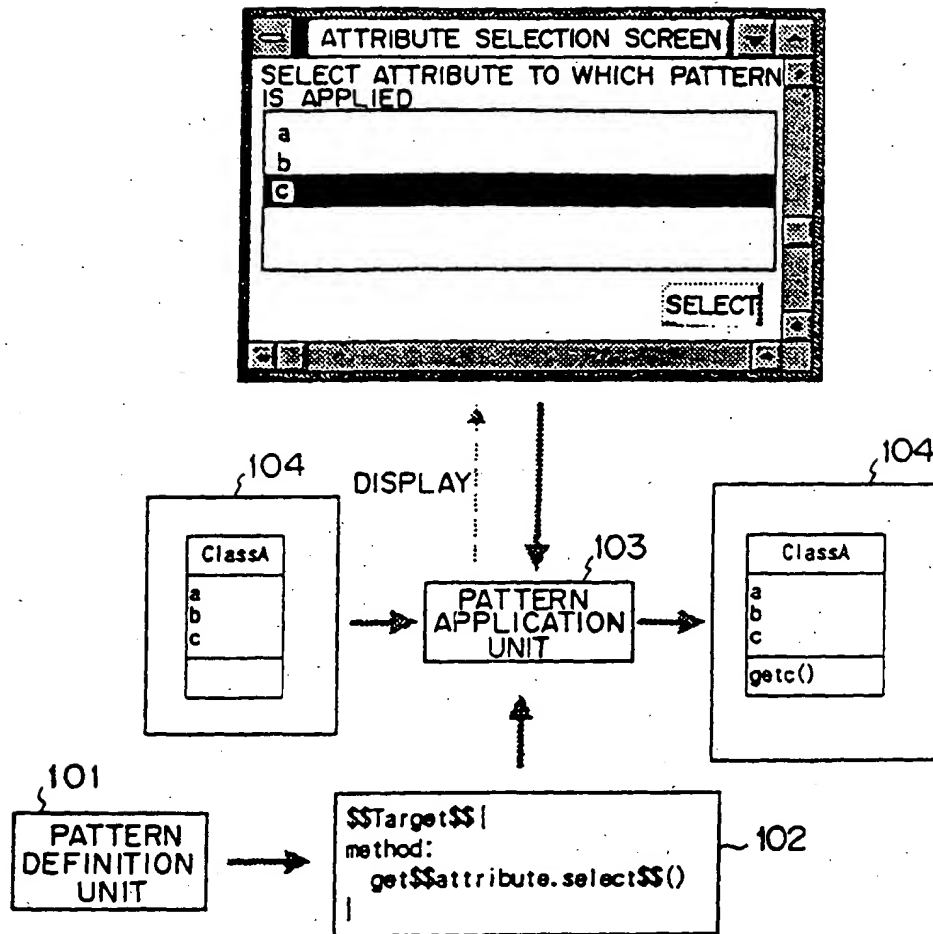 ATTRIBUTE SELECTION SCREEN
SELECT ATTRIBUTE TO WHICH PATTERN
IS APPLIED
a
b
c
SELECT
104
DISPLAY
104
ClassA
a
b
c
103
PATTERN
APPLICATION
UNIT
ClassA
a
b
c
getc()
101
PATTERN
DEFINITION
UNIT
$$Target$${
method:
get$$attribute.select$$()
}
102